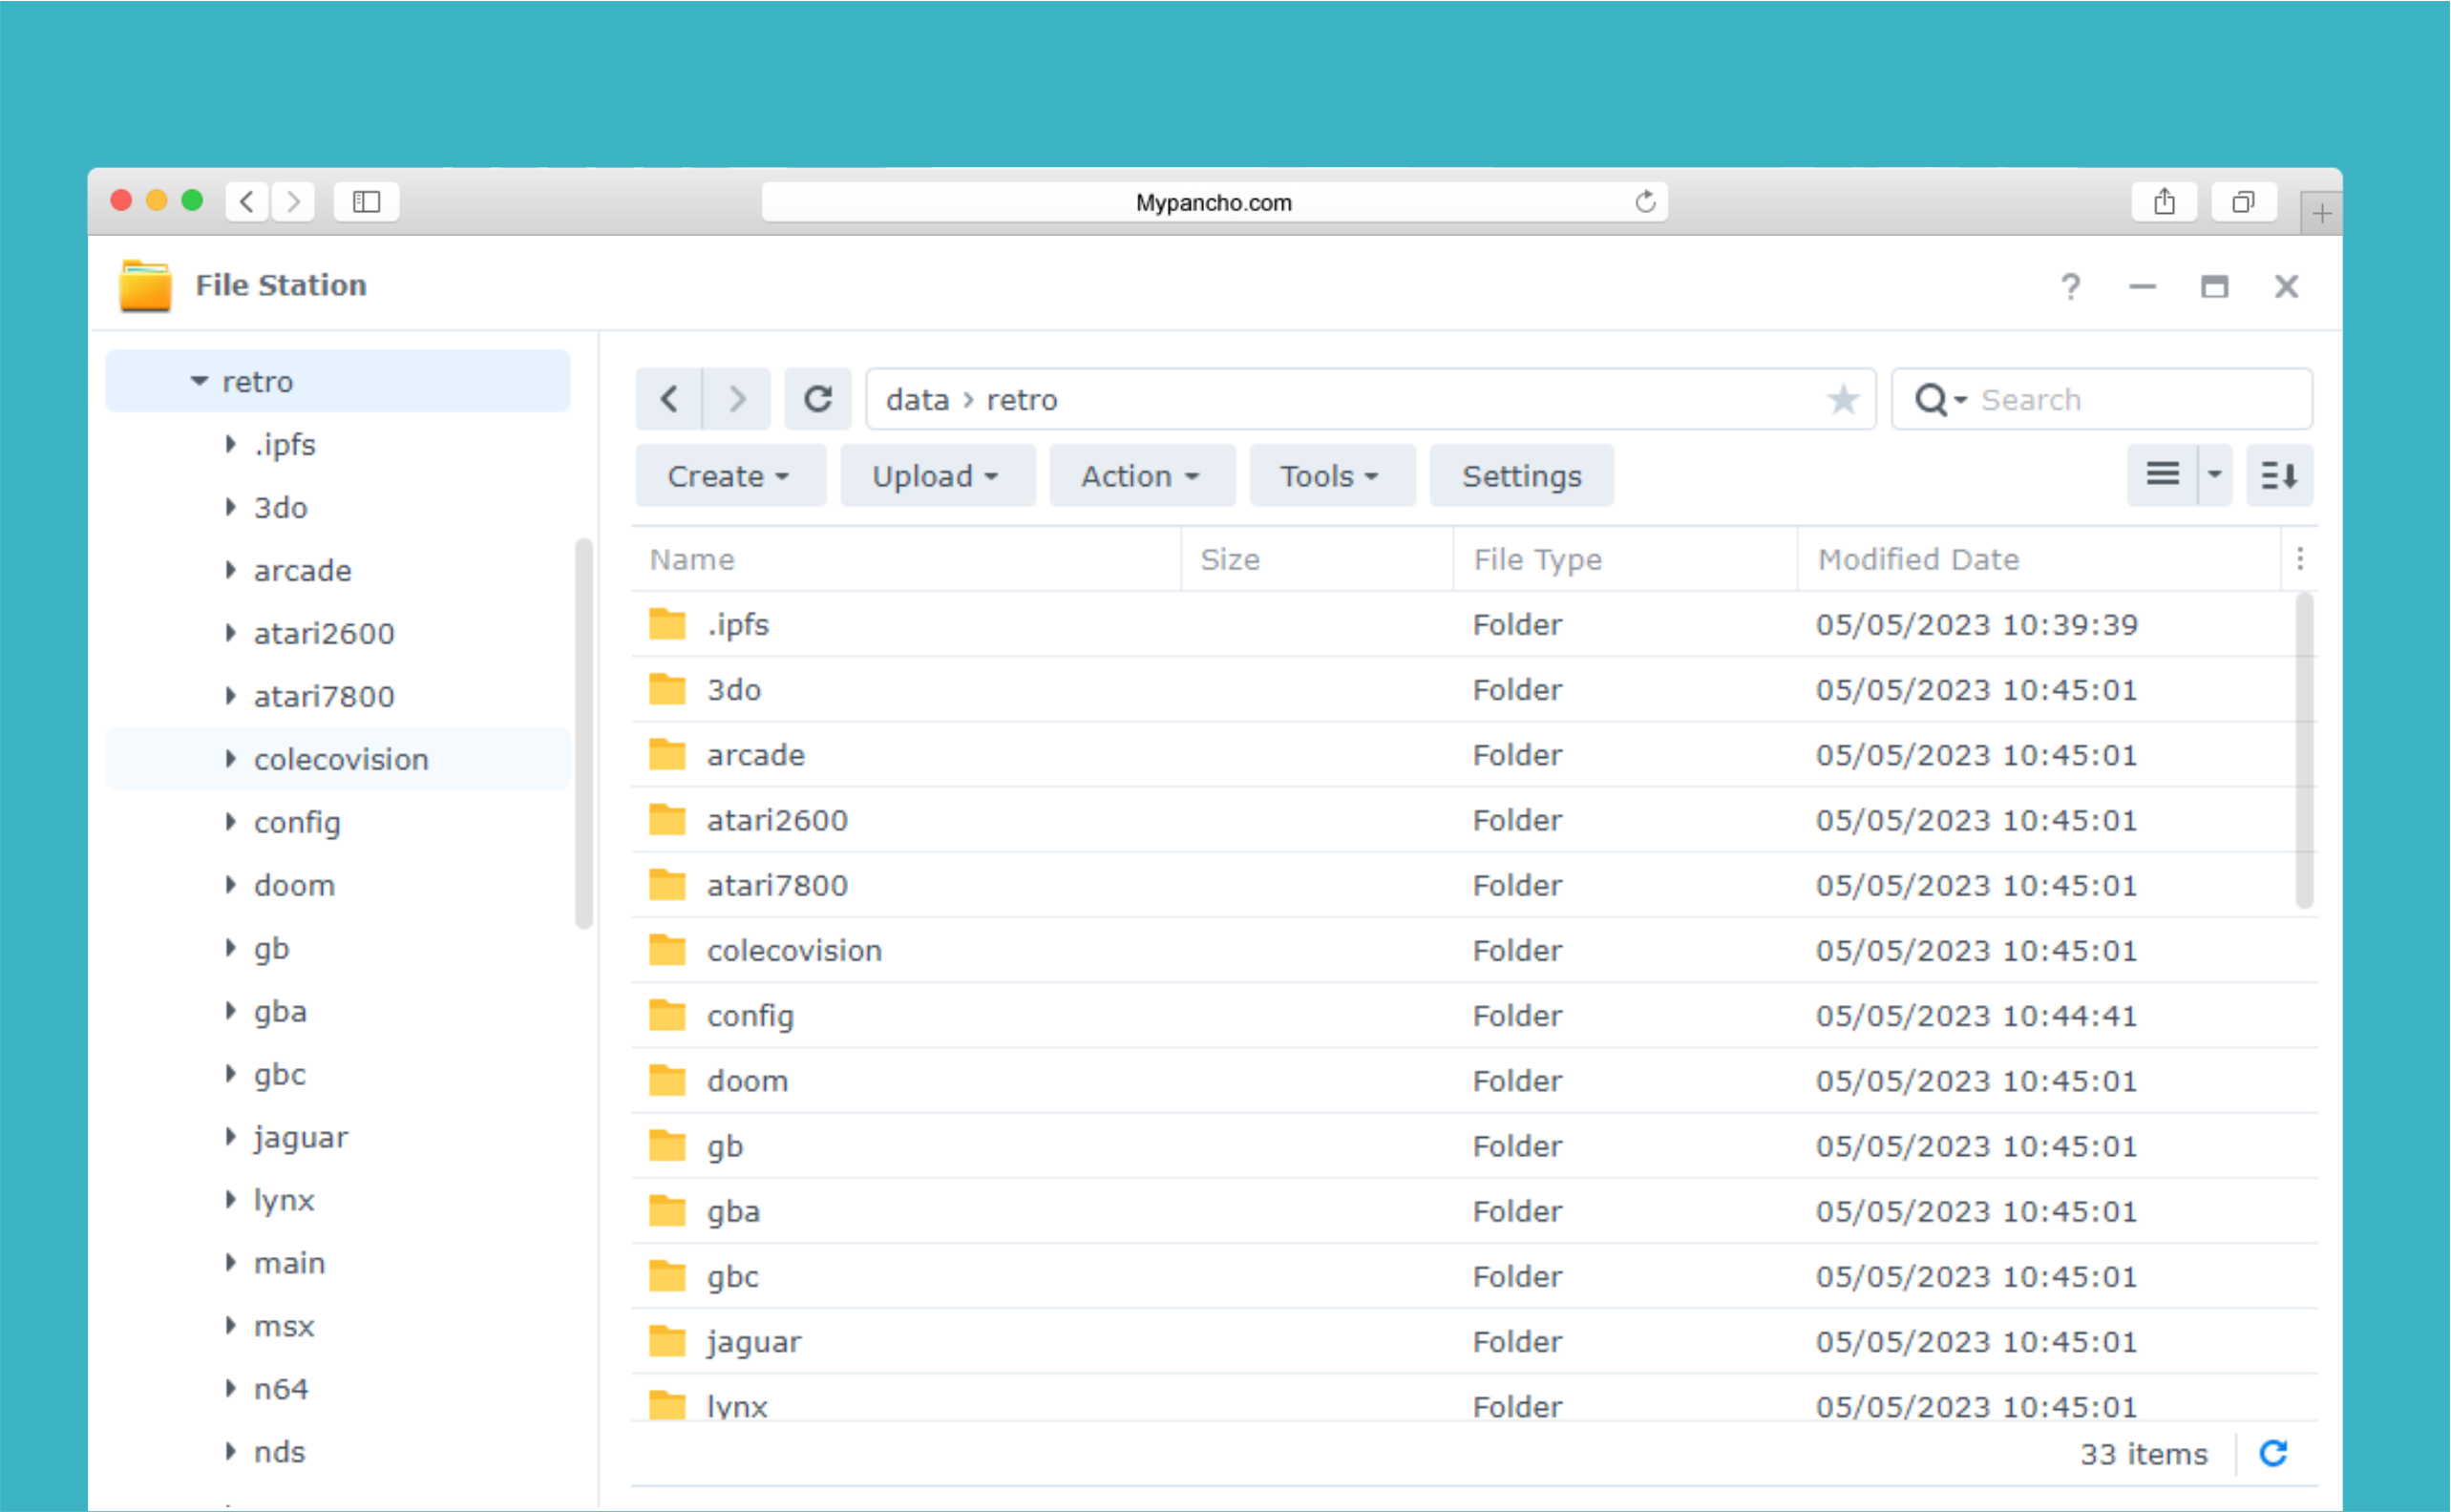 Mypancho.com
File Station
retro
.ipfs
3do
arcade
atari2600
atari7800
colecovision
config
doom
gb
gba
gbc
jaguar
lynx
main
msx
n64
nds
data › retro
Search
Create Upload Action Tools Settings
Name Size File Type Modified Date
.ipfs Folder 05/05/2023 10:39:39
3do Folder 05/05/2023 10:45:01
arcade Folder 05/05/2023 10:45:01
atari2600 Folder 05/05/2023 10:45:01
atari7800 Folder 05/05/2023 10:45:01
colecovision Folder 05/05/2023 10:45:01
config Folder 05/05/2023 10:44:41
doom Folder 05/05/2023 10:45:01
gb Folder 05/05/2023 10:45:01
gba Folder 05/05/2023 10:45:01
gbc Folder 05/05/2023 10:45:01
jaguar Folder 05/05/2023 10:45:01
lynx Folder 05/05/2023 10:45:01
33 items